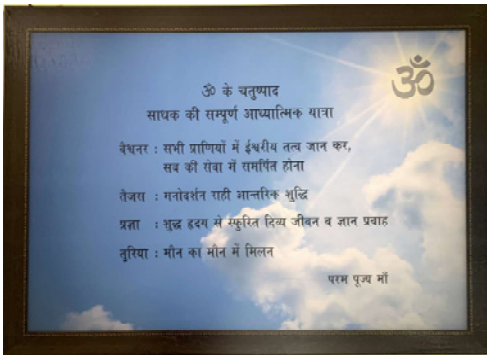 ॐ
ॐ के चतुष्पाद
साधक की सम्पूर्ण आध्यात्मिक यात्रा
वैश्वनर : सभी प्राणियों में ईश्वरीय तत्व जान कर,
सब की सेवा में समर्पित होना
तैजस : मनोदर्शन राही आन्तरिक शुद्धि
प्रज्ञा : शुद्ध हृदय से स्फुरित दिव्य जीवन व ज्ञान प्रवाह
तुरिया : मौन का मौन में मिलन
परम पूज्य माँ